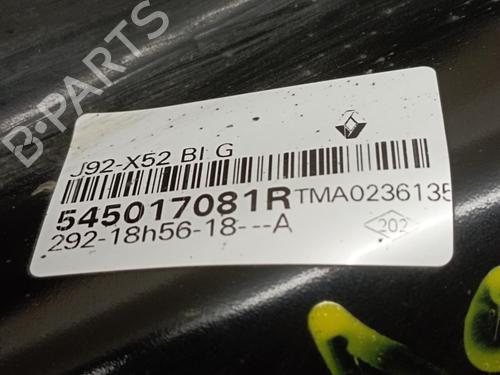 B-PARTS
J92-X52 BI G
545017081R TMA0236135
292-18h56-18---A
202